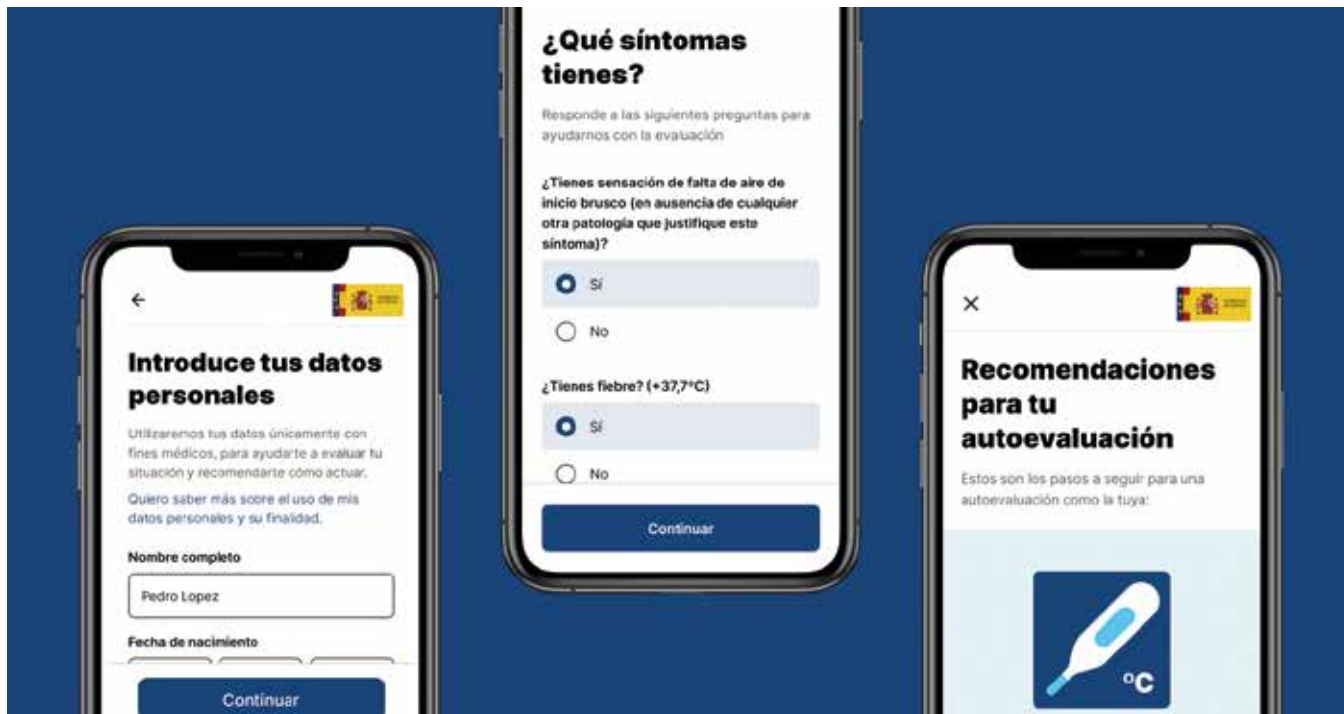 Introduce tus datos
personales
Utilizaremos tus datos únicamente con
fines médicos, para ayudarte a evaluar tu
situación y recomendarte cómo actuar.
Quiero saber más sobre el uso de mis
datos personales y su finalidad.
Nombre completo
Pedro Lopez
Fecha de nacimiento
Continuar
¿Qué síntomas
tienes?
Responde a las siguientes preguntas para
ayudarnos con la evaluación
¿Tienes sensación de falta de aire de
inicio brusco (en ausencia de cualquier
otra patología que justifique este
síntoma)?
Sí
No
¿Tienes fiebre? (+37,7ºC)
Sí
No
Continuar
Recomendaciones
para tu
autoevaluación
Estos son los pasos a seguir para una
autoevaluación como la tuya:
ºC